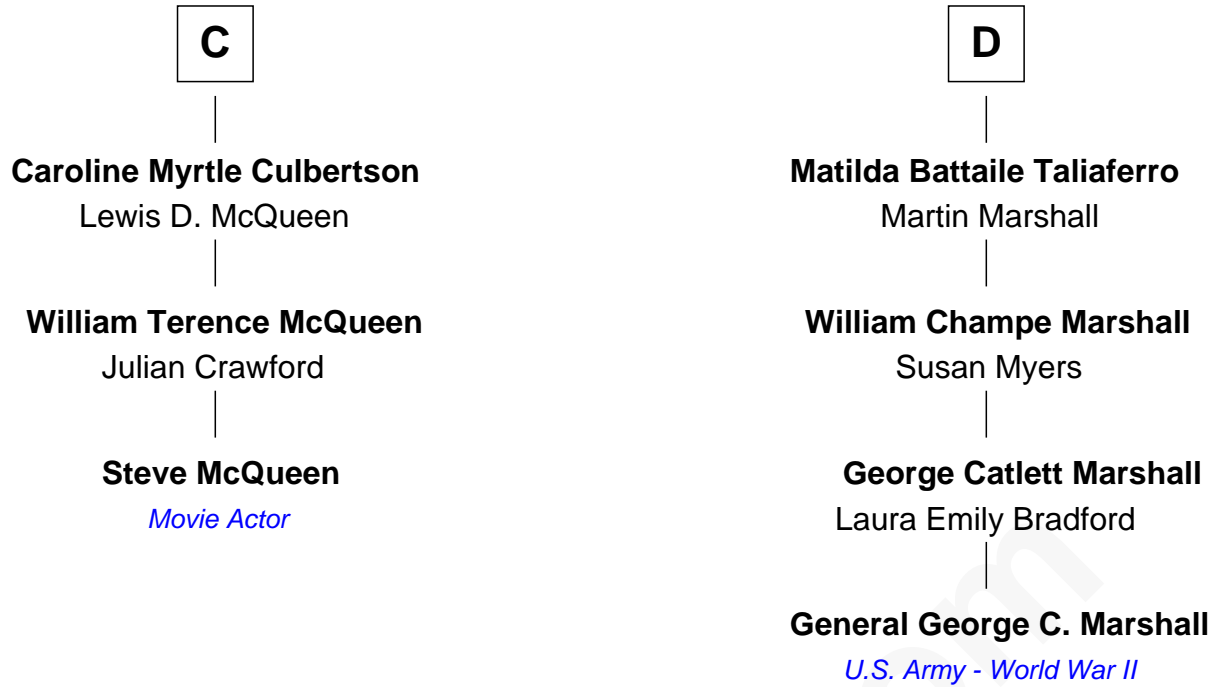 C
Caroline Myrtle Culbertson
Lewis D. McQueen
William Terence McQueen
Julian Crawford
Steve McQueen
Movie Actor
D
Matilda Battaile Taliaferro
Martin Marshall
William Champe Marshall
Susan Myers
George Catlett Marshall
Laura Emily Bradford
General George C. Marshall
U.S. Army - World War II
om